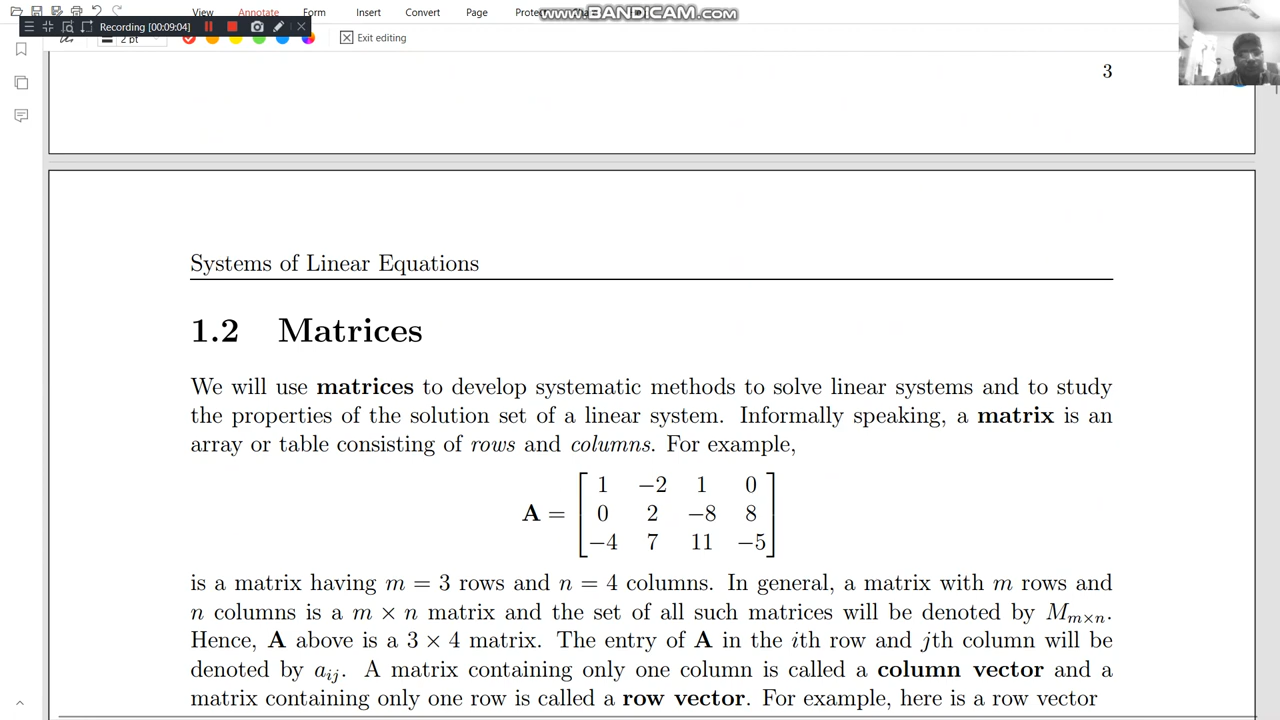 View Annotate Form Insert Convert Page
www.BANDICAM.com
Recording [00:09:04]
2 pt
Exit editing
3
Systems of Linear Equations
1.2 Matrices
We will use matrices to develop systematic methods to solve linear systems and to study
the properties of the solution set of a linear system. Informally speaking, a matrix is an
array or table consisting of rows and columns. For example,
1 −2 1 0
A = 0 2 −8 8
−4 7 11 −5
is a matrix having m = 3 rows and n = 4 columns. In general, a matrix with m rows and
n columns is a m × n matrix and the set of all such matrices will be denoted by Mm×n.
Hence, A above is a 3 × 4 matrix. The entry of A in the ith row and jth column will be
denoted by aij. A matrix containing only one column is called a column vector and a
matrix containing only one row is called a row vector. For example, here is a row vector